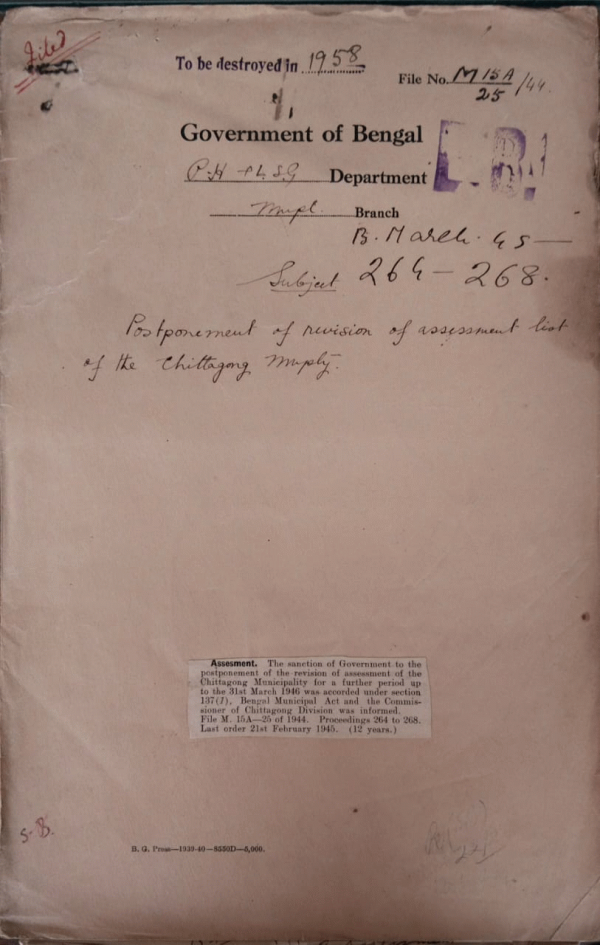 Filed
To be destroyed in 1958
File No. M 15A/25/44
Government of Bengal
P.H & L.S.G Department
Mupl. Branch
B. March. 45 —
Subject 264 – 268.
Postponement of revision of assessment list
of the Chittagong Muplty.
Assesment. The sanction of Government to the
postponement of the revision of assessment of the
Chittagong Municipality for a further period up
to the 31st March 1946 was accorded under section
137(1), Bengal Municipal Act and the Commis-
sioner of Chittagong Division was informed.
File M. 15A—25 of 1944. Proceedings 264 to 268.
Last order 21st February 1945. (12 years.)
S.B.
B. G. Press—1939-40—8550D—5,000.